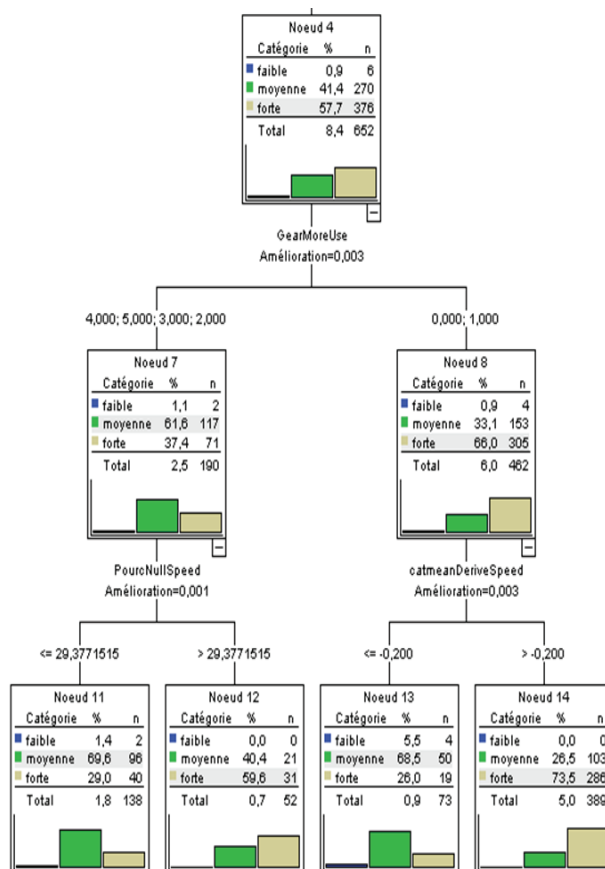 Noeud 4
Catégorie % n
faible 0,9 6
moyenne 41,4 270
forte 57,7 376
Total 8,4 652
GearMoreUse
Amélioration=0,003
4,000; 5,000; 3,000; 2,000
0,000; 1,000
Noeud 7
Catégorie % n
faible 1,1 2
moyenne 61,6 117
forte 37,4 71
Total 2,5 190
Noeud 8
Catégorie % n
faible 0,9 4
moyenne 33,1 153
forte 66,0 305
Total 6,0 462
PourcNullSpeed
Amélioration=0,001
catmeanDeriveSpeed
Amélioration=0,003
<= 29,3771515
> 29,3771515
<= -0,200
> -0,200
Noeud 11
Catégorie % n
faible 1,4 2
moyenne 69,6 96
forte 29,0 40
Total 1,8 138
Noeud 12
Catégorie % n
faible 0,0 0
moyenne 40,4 21
forte 59,6 31
Total 0,7 52
Noeud 13
Catégorie % n
faible 5,5 4
moyenne 68,5 50
forte 26,0 19
Total 0,9 73
Noeud 14
Catégorie % n
faible 0,0 0
moyenne 26,5 103
forte 73,5 286
Total 5,0 389